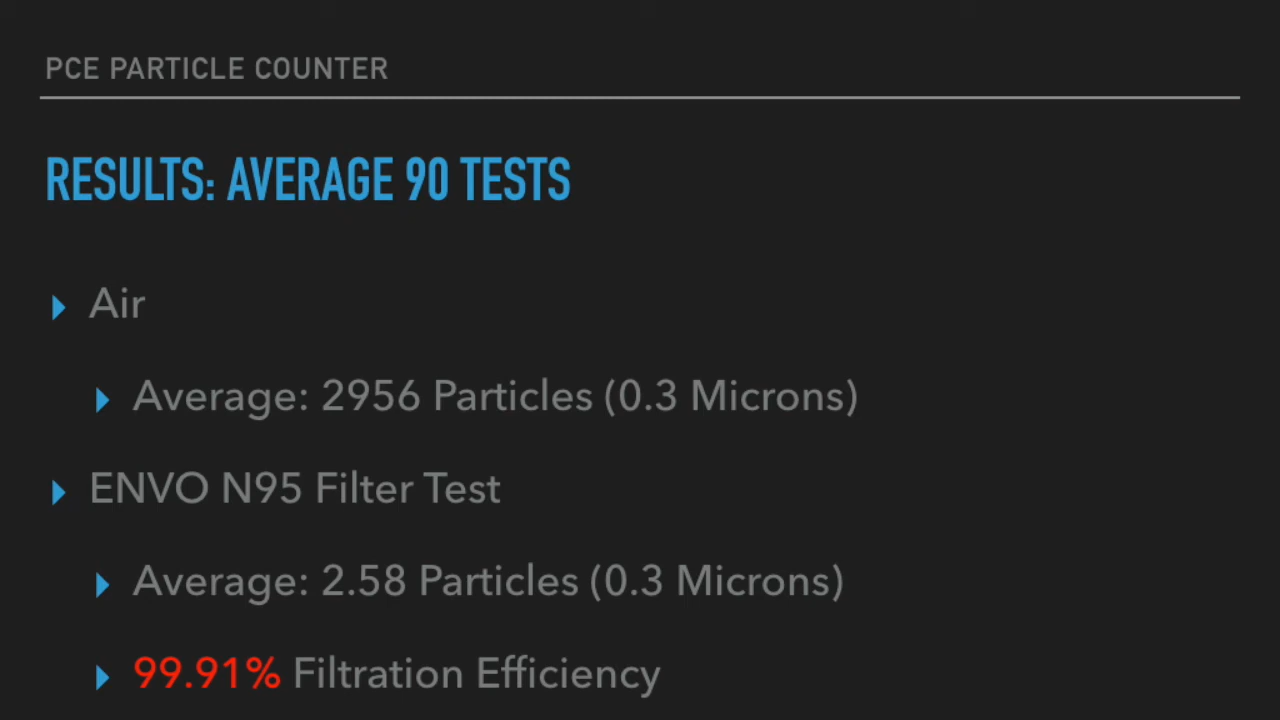 PCE PARTICLE COUNTER
RESULTS: AVERAGE 90 TESTS
Air
Average: 2956 Particles (0.3 Microns)
ENVO N95 Filter Test
Average: 2.58 Particles (0.3 Microns)
99.91% Filtration Efficiency